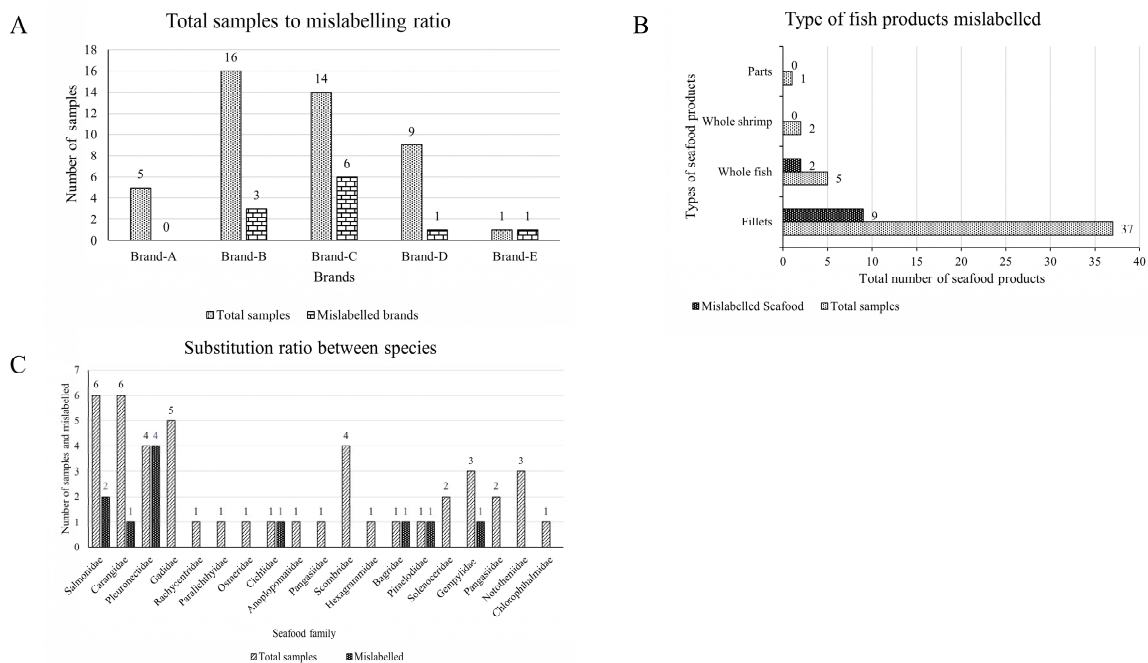 A
Total samples to mislabelling ratio
Number of samples
18
16
14
12
10
8
6
4
2
0
5
0
16
3
14
6
9
1
1
1
Brand-A
Brand-B
Brand-C
Brand-D
Brand-E
Brands
Total samples
Mislabelled brands
B
Type of fish products mislabelled
Types of seafood products
Parts
Whole shrimp
Whole fish
Fillets
0
1
0
2
2
5
9
37
0
5
10
15
20
25
30
35
40
Total number of seafood products
Mislabelled Seafood
Total samples
C
Substitution ratio between species
Number of samples and mislabelled
7
6
5
4
3
2
1
0
6
2
6
1
4
4
5
1
1
1
1
1
1
1
4
1
1
1
1
1
2
3
1
2
3
1
Salmonidae
Carangidae
Pleuronectidae
Gadidae
Rachycentridae
Paralichthyidae
Osmeridae
Cichlidae
Anoplopomatidae
Pangasiidae
Scombridae
Hexagrammidae
Bagridae
Pimelodidae
Solenoceridae
Gempylidae
Pangasiidae
Nototheniidae
Chlorophthalmidae
Seafood family
Total samples
Mislabelled